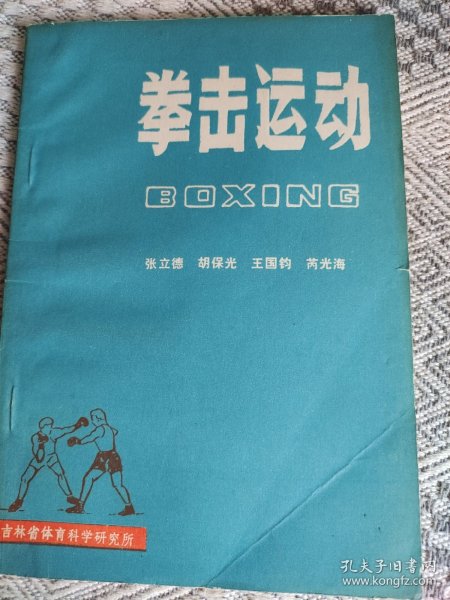 拳击运动
BOXING
张立德 胡保光 王国钧 芮光海
吉林省体育科学研究所
孔夫子旧书网
www.kongfz.com